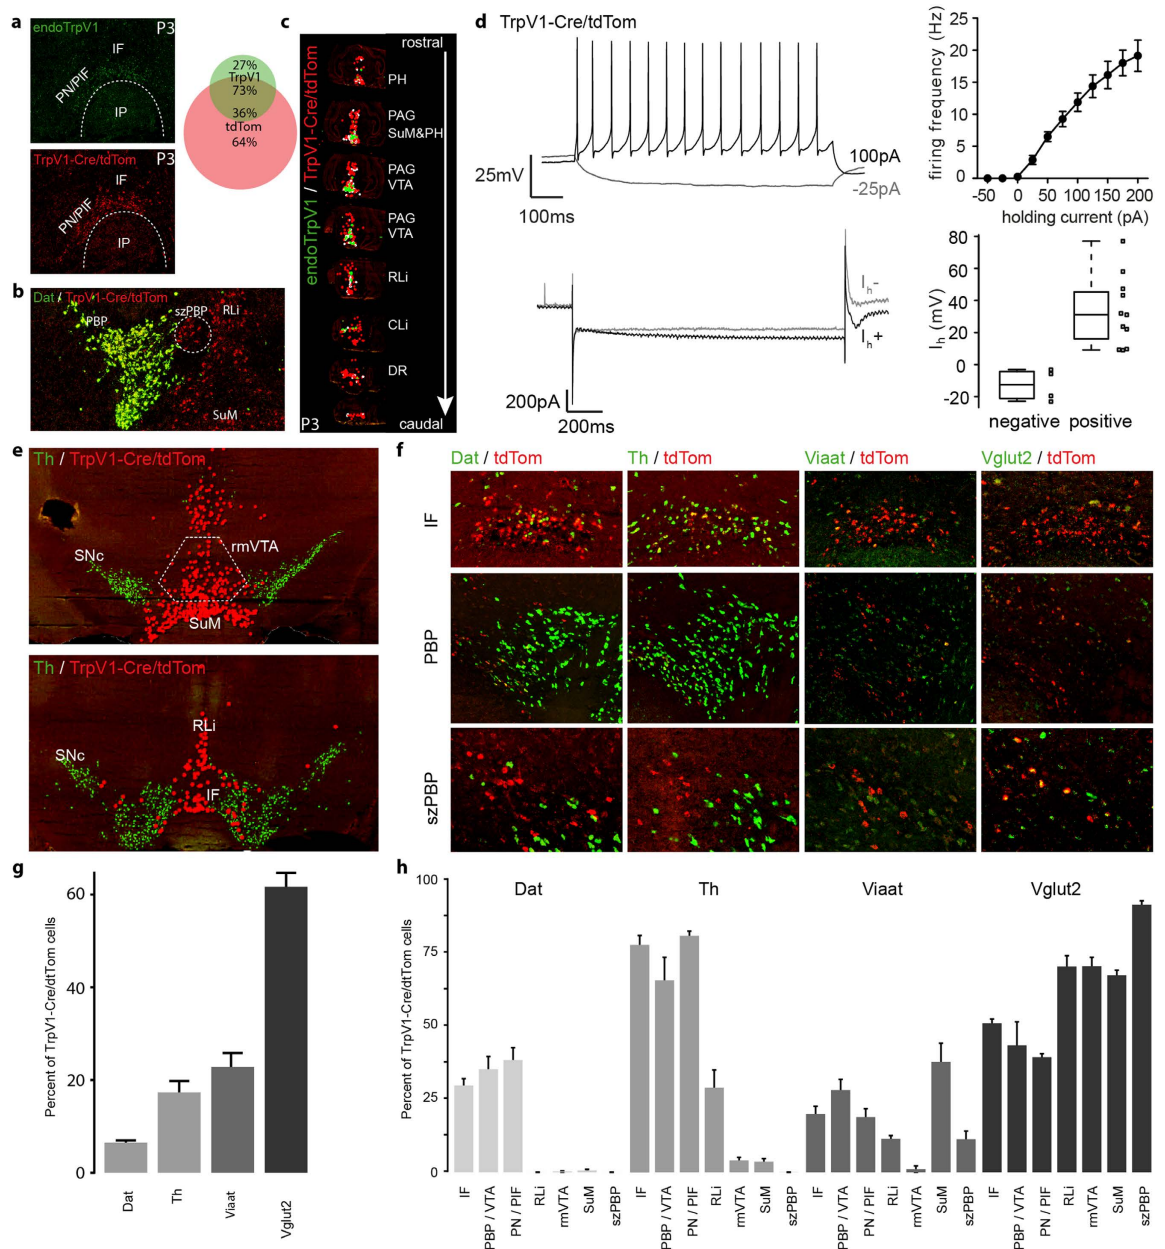 a
endoTrpV1 P3
IF
PN/PIF
IP
TrpV1-Cre/tdTom P3
IF
PN/PIF
IP
27%
TrpV1
73%
36%
tdTom
64%
b
Dat / TrpV1-Cre/tdTom
PBP
szPBP
RLi
SuM
c
endoTrpV1 / TrpV1-Cre/tdTom
rostral
PH
PAG
SuM&PH
PAG
VTA
PAG
VTA
RLi
CLi
DR
P3
caudal
d
TrpV1-Cre/tdTom
25mV
100ms
100pA
-25pA
firing frequency (Hz)
25
20
15
10
5
0
-50 0 50 100 150 200
holding current (pA)
Ih-
Ih+
200pA
200ms
Ih (mV)
80
60
40
20
0
-20
negative positive
e
Th / TrpV1-Cre/tdTom
SNc
rmVTA
SuM
Th / TrpV1-Cre/tdTom
RLi
SNc
IF
f
Dat / tdTom Th / tdTom Viaat / tdTom Vglut2 / tdTom
IF
PBP
szPBP
g
Percent of TrpV1-Cre/dtTom cells
60
40
20
0
Dat Th Viaat Vglut2
h
Percent of TrpV1-Cre/dtTom cells
100
75
50
25
0
Dat Th Viaat Vglut2
IF PBP / VTA PN / PIF RLi rmVTA SuM szPBP IF PBP / VTA PN / PIF RLi rmVTA SuM szPBP IF PBP / VTA PN / PIF RLi rmVTA SuM szPBP IF PBP / VTA PN / PIF RLi rmVTA SuM szPBP